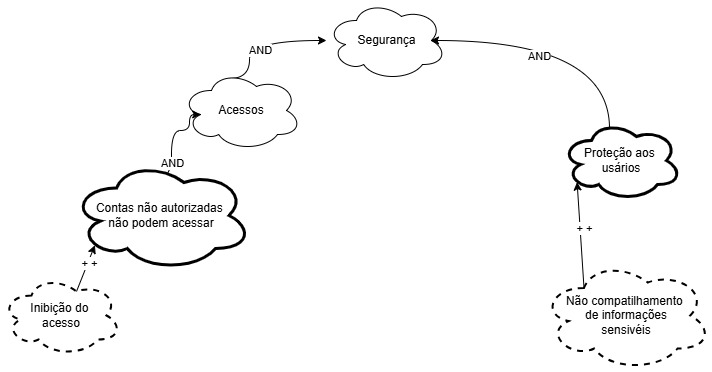 Segurança
AND
AND
Acessos
AND
Proteção aos
usários
Contas não autorizadas
não podem acessar
+ +
+ +
Inibição do
acesso
Não compatilhamento
de informações
sensivéis